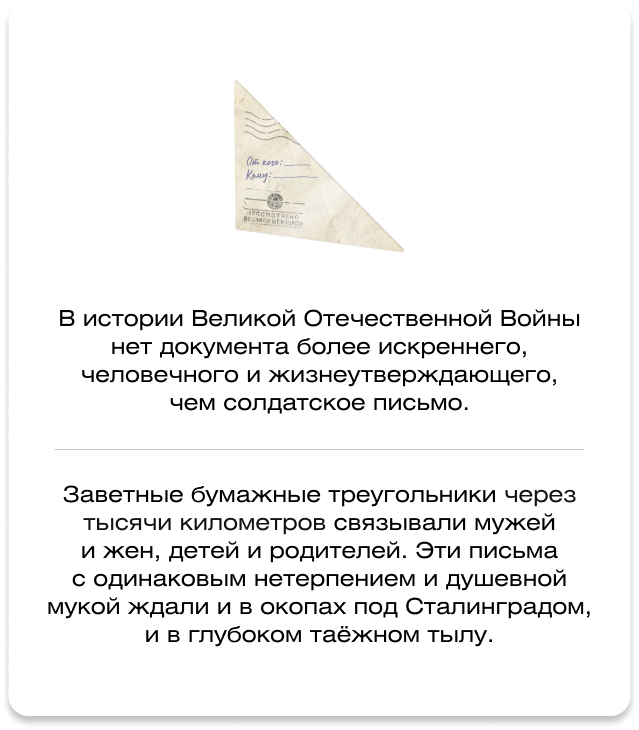 От кого:
Кому:
ПРОСМОТРЕНО
ВОЕННОЙ ЦЕНЗУРОЙ
В истории Великой Отечественной Войны
нет документа более искреннего,
человечного и жизнеутверждающего,
чем солдатское письмо.
Заветные бумажные треугольники через
тысячи километров связывали мужей
и жен, детей и родителей. Эти письма
с одинаковым нетерпением и душевной
мукой ждали и в окопах под Сталинградом,
и в глубоком таёжном тылу.